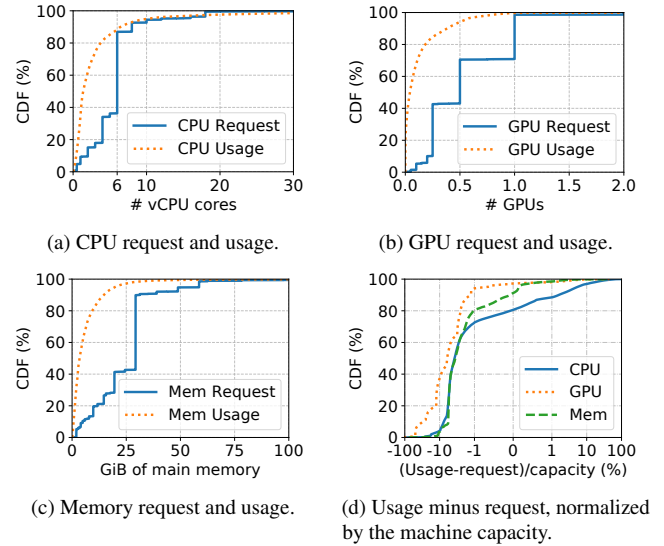 100
80
60
40
20
0
CDF (%)
CPU Request
CPU Usage
0 6 10 20 30
# vCPU cores
(a) CPU request and usage.
100
80
60
40
20
0
CDF (%)
GPU Request
GPU Usage
0.0 0.5 1.0 1.5 2.0
# GPUs
(b) GPU request and usage.
100
80
60
40
20
0
CDF (%)
Mem Request
Mem Usage
0 25 50 75 100
GiB of main memory
(c) Memory request and usage.
100
80
60
40
20
0
CDF (%)
CPU
GPU
Mem
-100 -10 -1 0 1 10 100
(Usage-request)/capacity (%)
(d) Usage minus request, normalized
by the machine capacity.